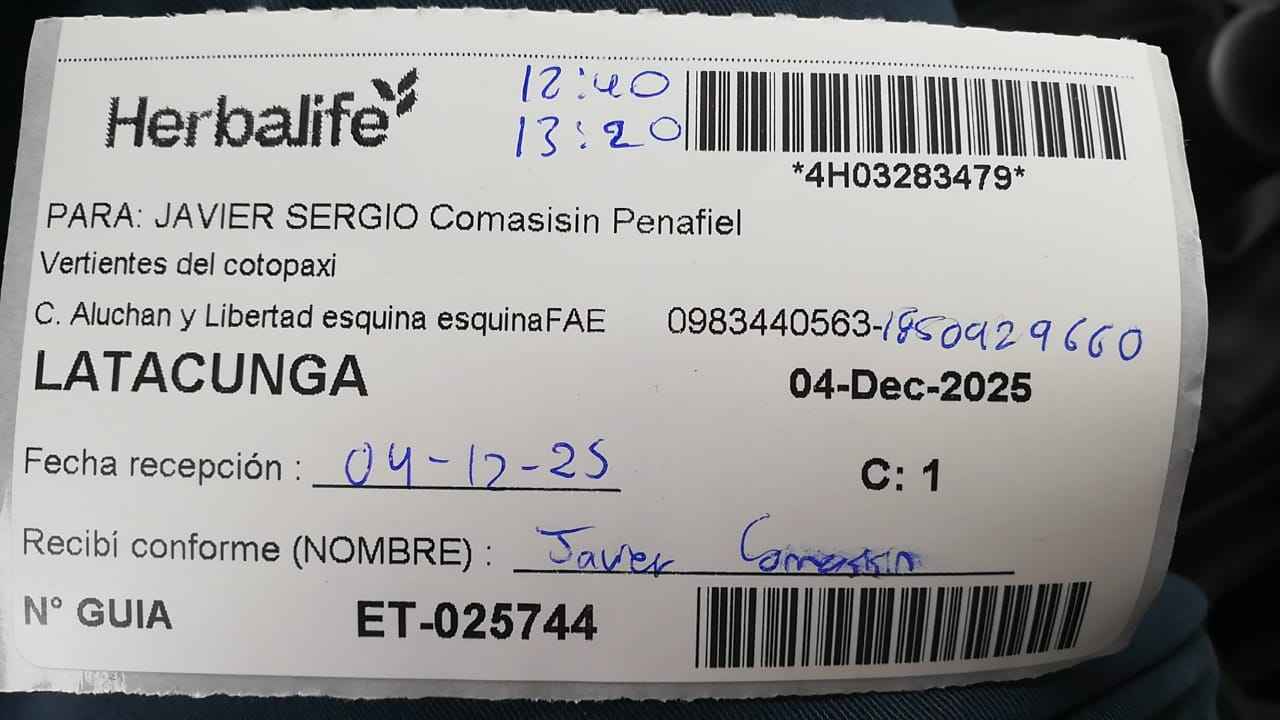 Herbalife
12:40
13:20
*4H03283479*
PARA: JAVIER SERGIO Comasisin Penafiel
Vertientes del cotopaxi
C. Aluchan y Libertad esquina esquinaFAE 0983440563-1850929660
LATACUNGA 04-Dec-2025
Fecha recepción : 04-12-25 C: 1
Recibí conforme (NOMBRE) : Javier
N° GUIA ET-025744